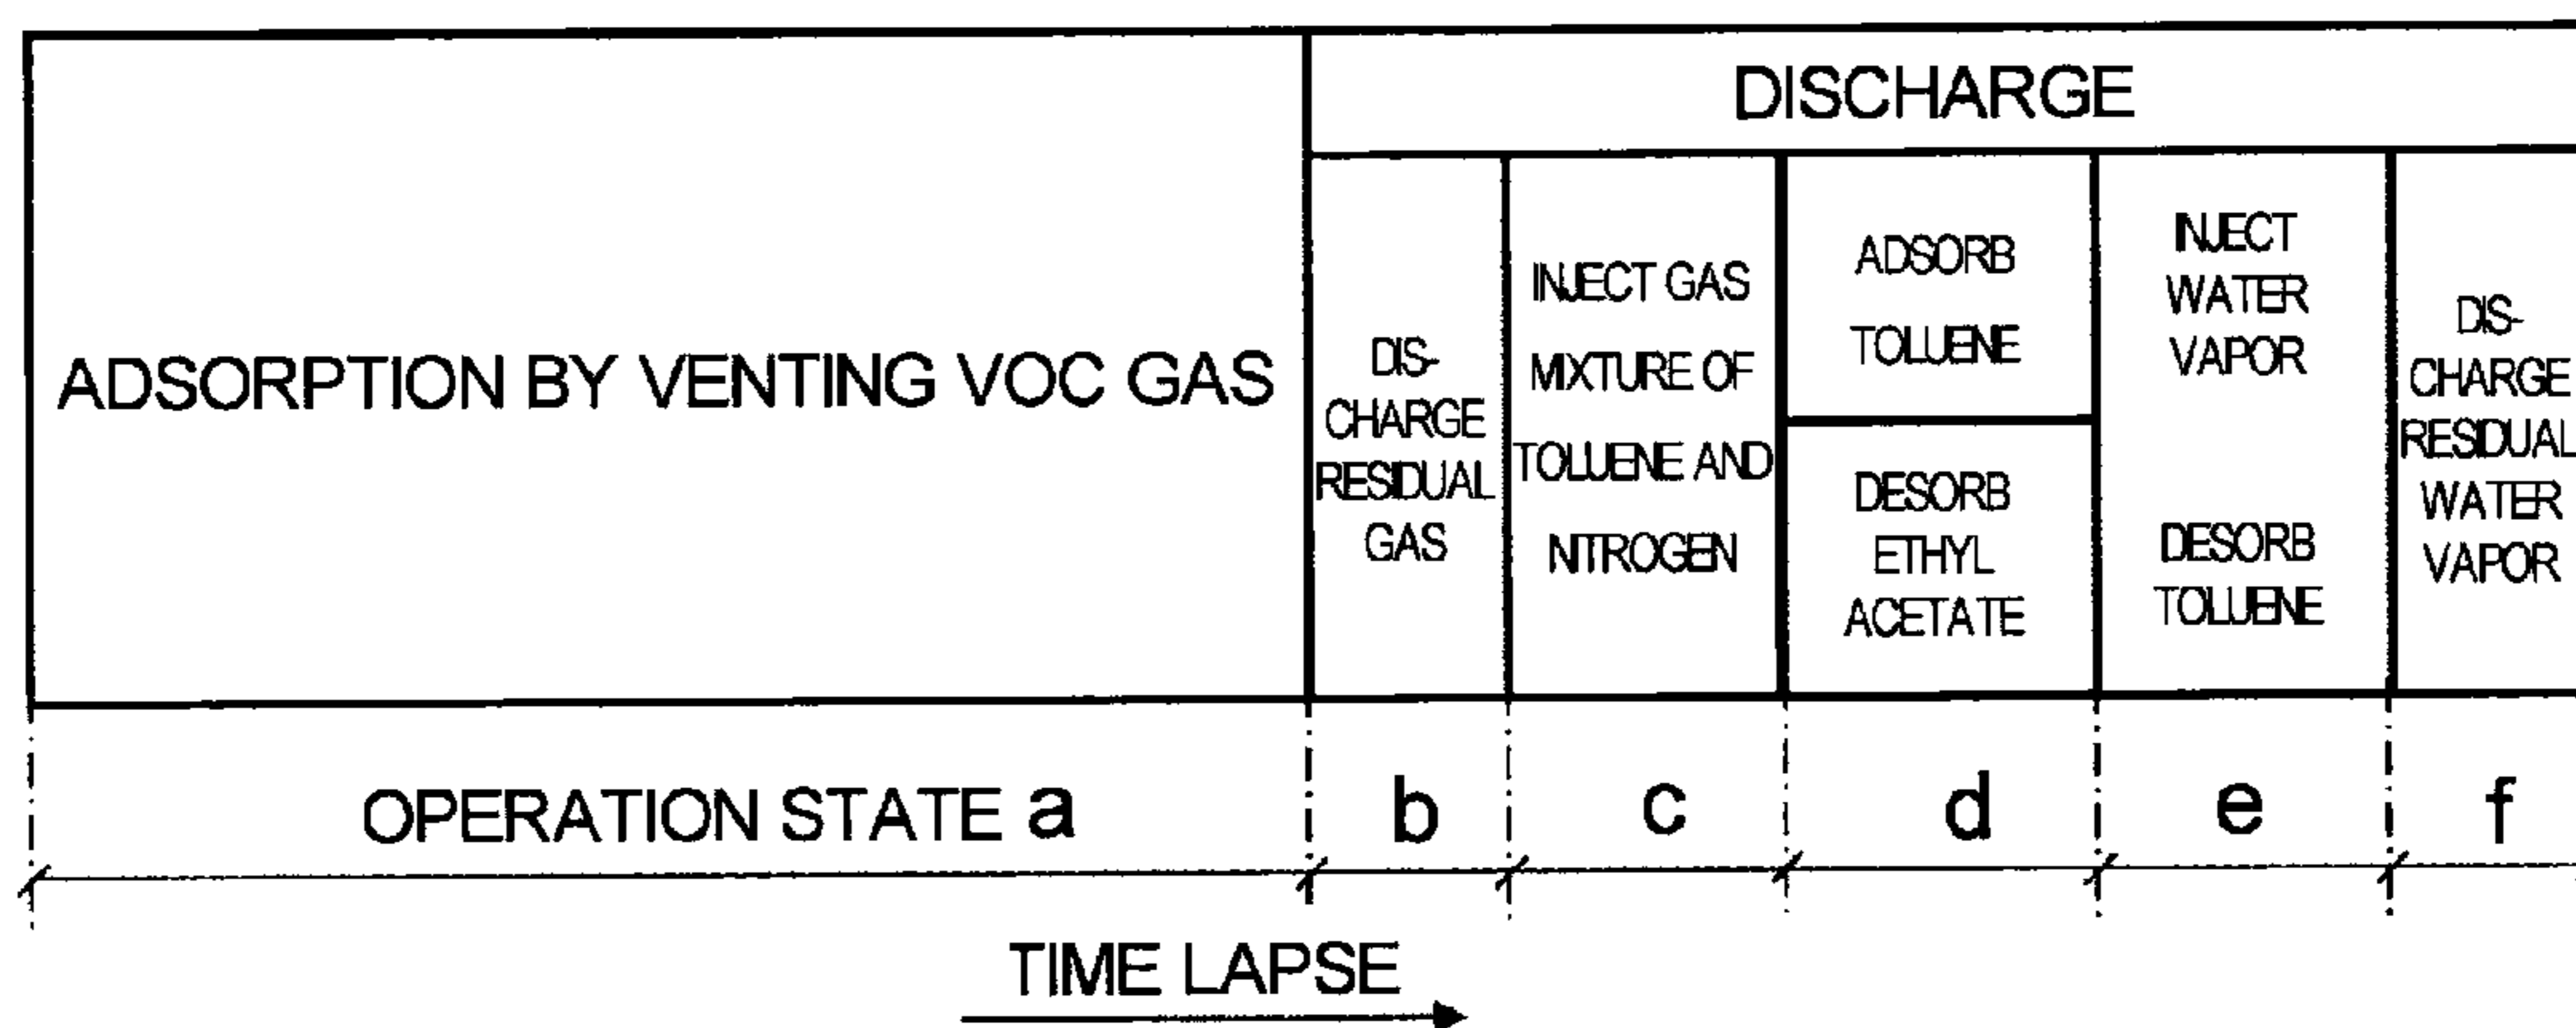 DISCHARGE
ADSORPTION BY VENTING VOC GAS
DIS-
CHARGE
RESIDUAL
GAS
INJECT GAS
MIXTURE OF
TOLUENE AND
NITROGEN
ADSORB
TOLUENE
DESORB
ETHYL
ACETATE
INJECT
WATER
VAPOR
DESORB
TOLUENE
DIS-
CHARGE
RESIDUAL
WATER
VAPOR
OPERATION STATE a b c d e f
TIME LAPSE